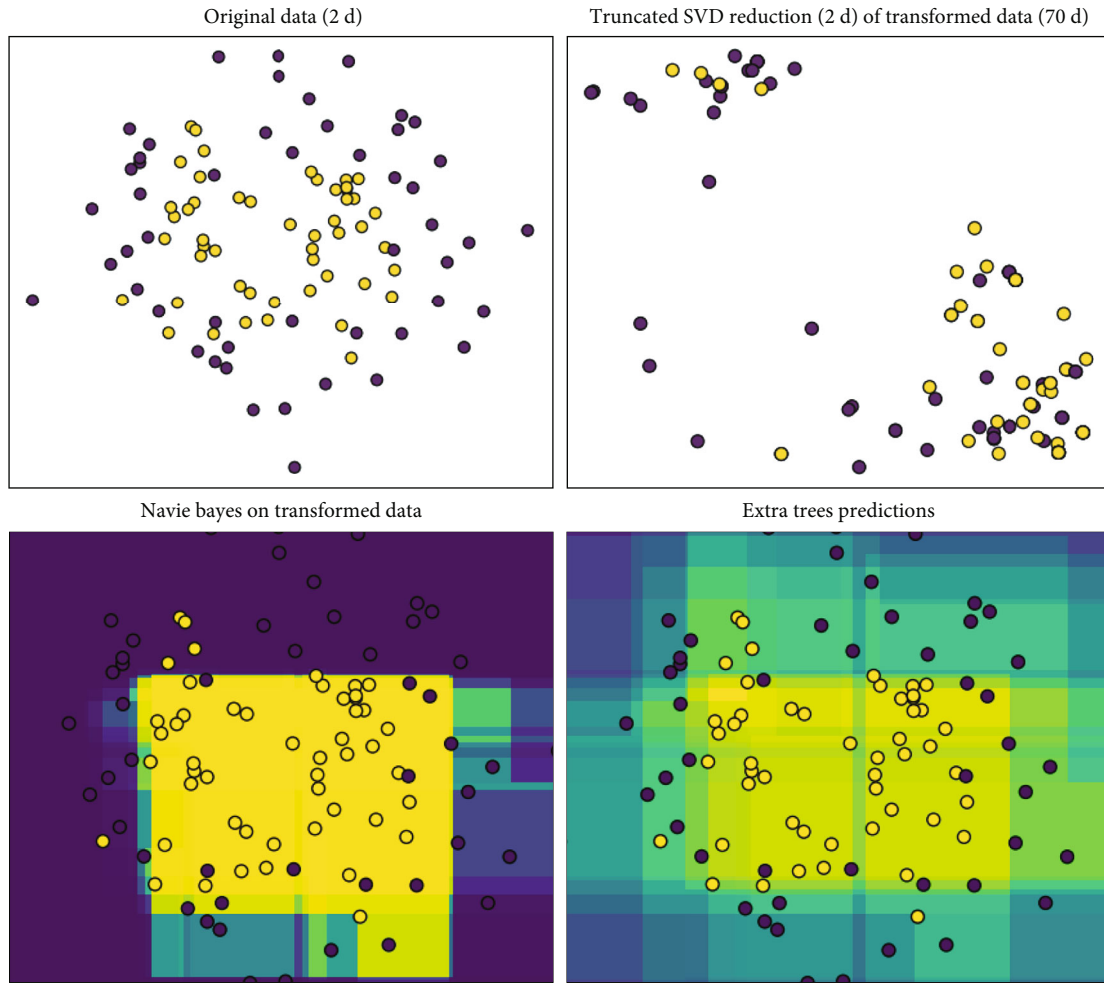 Original data (2 d)
Truncated SVD reduction (2 d) of transformed data (70 d)
Navie bayes on transformed data
Extra trees predictions